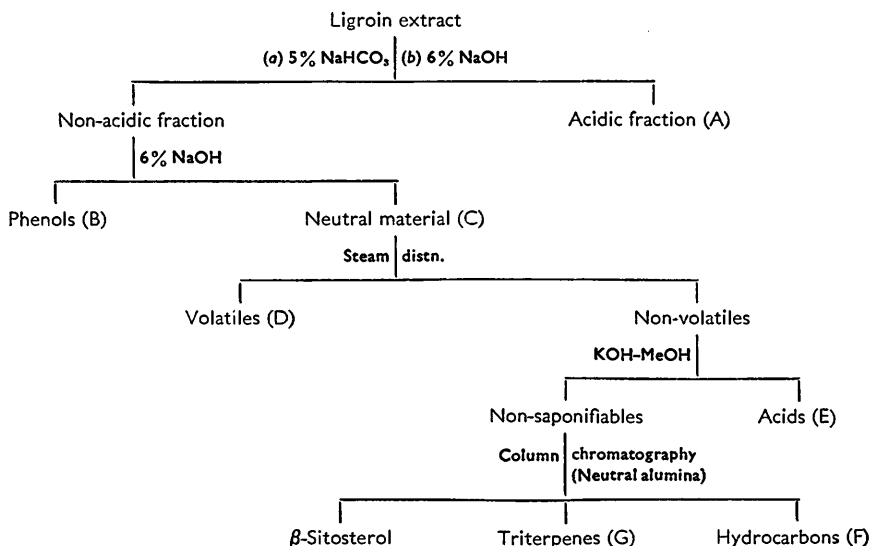 Ligroin extract
(a) 5% NaHCO₃ (b) 6% NaOH
Non-acidic fraction Acidic fraction (A)
6% NaOH
Phenols (B) Neutral material (C)
Steam distn.
Volatiles (D) Non-volatiles
KOH–MeOH
Non-saponifiables Acids (E)
Column chromatography
(Neutral alumina)
β-Sitosterol Triterpenes (G) Hydrocarbons (F)